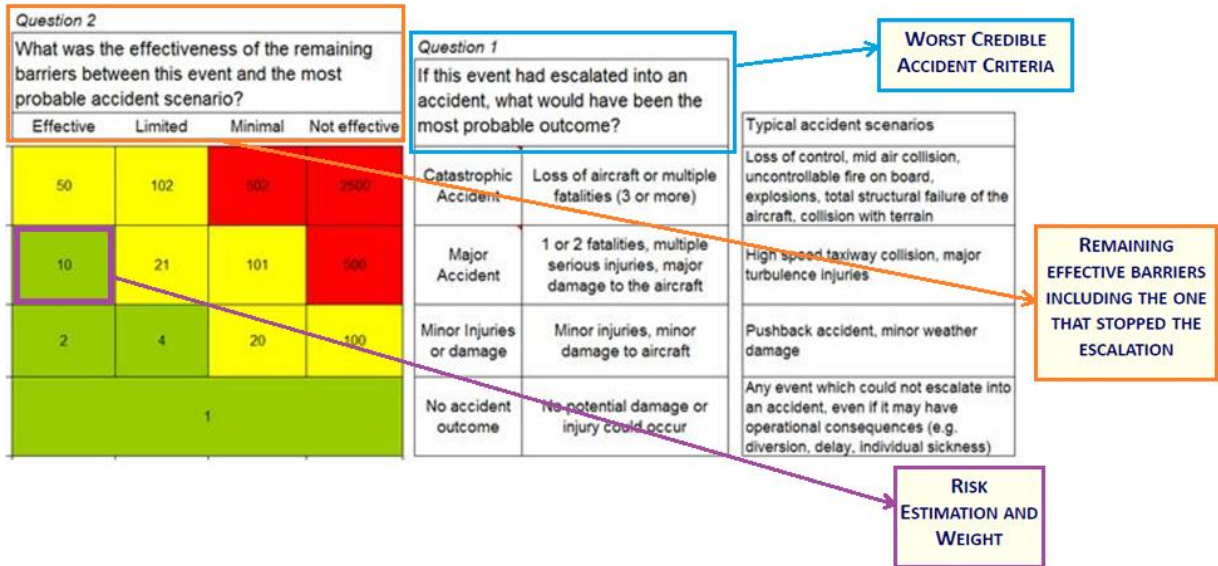 Question 2
What was the effectiveness of the remaining
barriers between this event and the most
probable accident scenario?
Effective Limited Minimal Not effective
50 102 502 2500
10 21 101 500
2 4 20 100
1
Question 1
If this event had escalated into an
accident, what would have been the
most probable outcome?
Catastrophic
Accident
Loss of aircraft or multiple
fatalities (3 or more)
Major
Accident
1 or 2 fatalities, multiple
serious injuries, major
damage to the aircraft
Minor Injuries
or damage
Minor injuries, minor
damage to aircraft
No accident
outcome
No potential damage or
injury could occur
Typical accident scenarios
Loss of control, mid air collision,
uncontrollable fire on board,
explosions, total structural failure of the
aircraft, collision with terrain
High speed taxiway collision, major
turbulence injuries
Pushback accident, minor weather
damage
Any event which could not escalate into
an accident, even if it may have
operational consequences (e.g.
diversion, delay, individual sickness)
WORST CREDIBLE
ACCIDENT CRITERIA
REMAINING
EFFECTIVE BARRIERS
INCLUDING THE ONE
THAT STOPPED THE
ESCALATION
RISK
ESTIMATION AND
WEIGHT